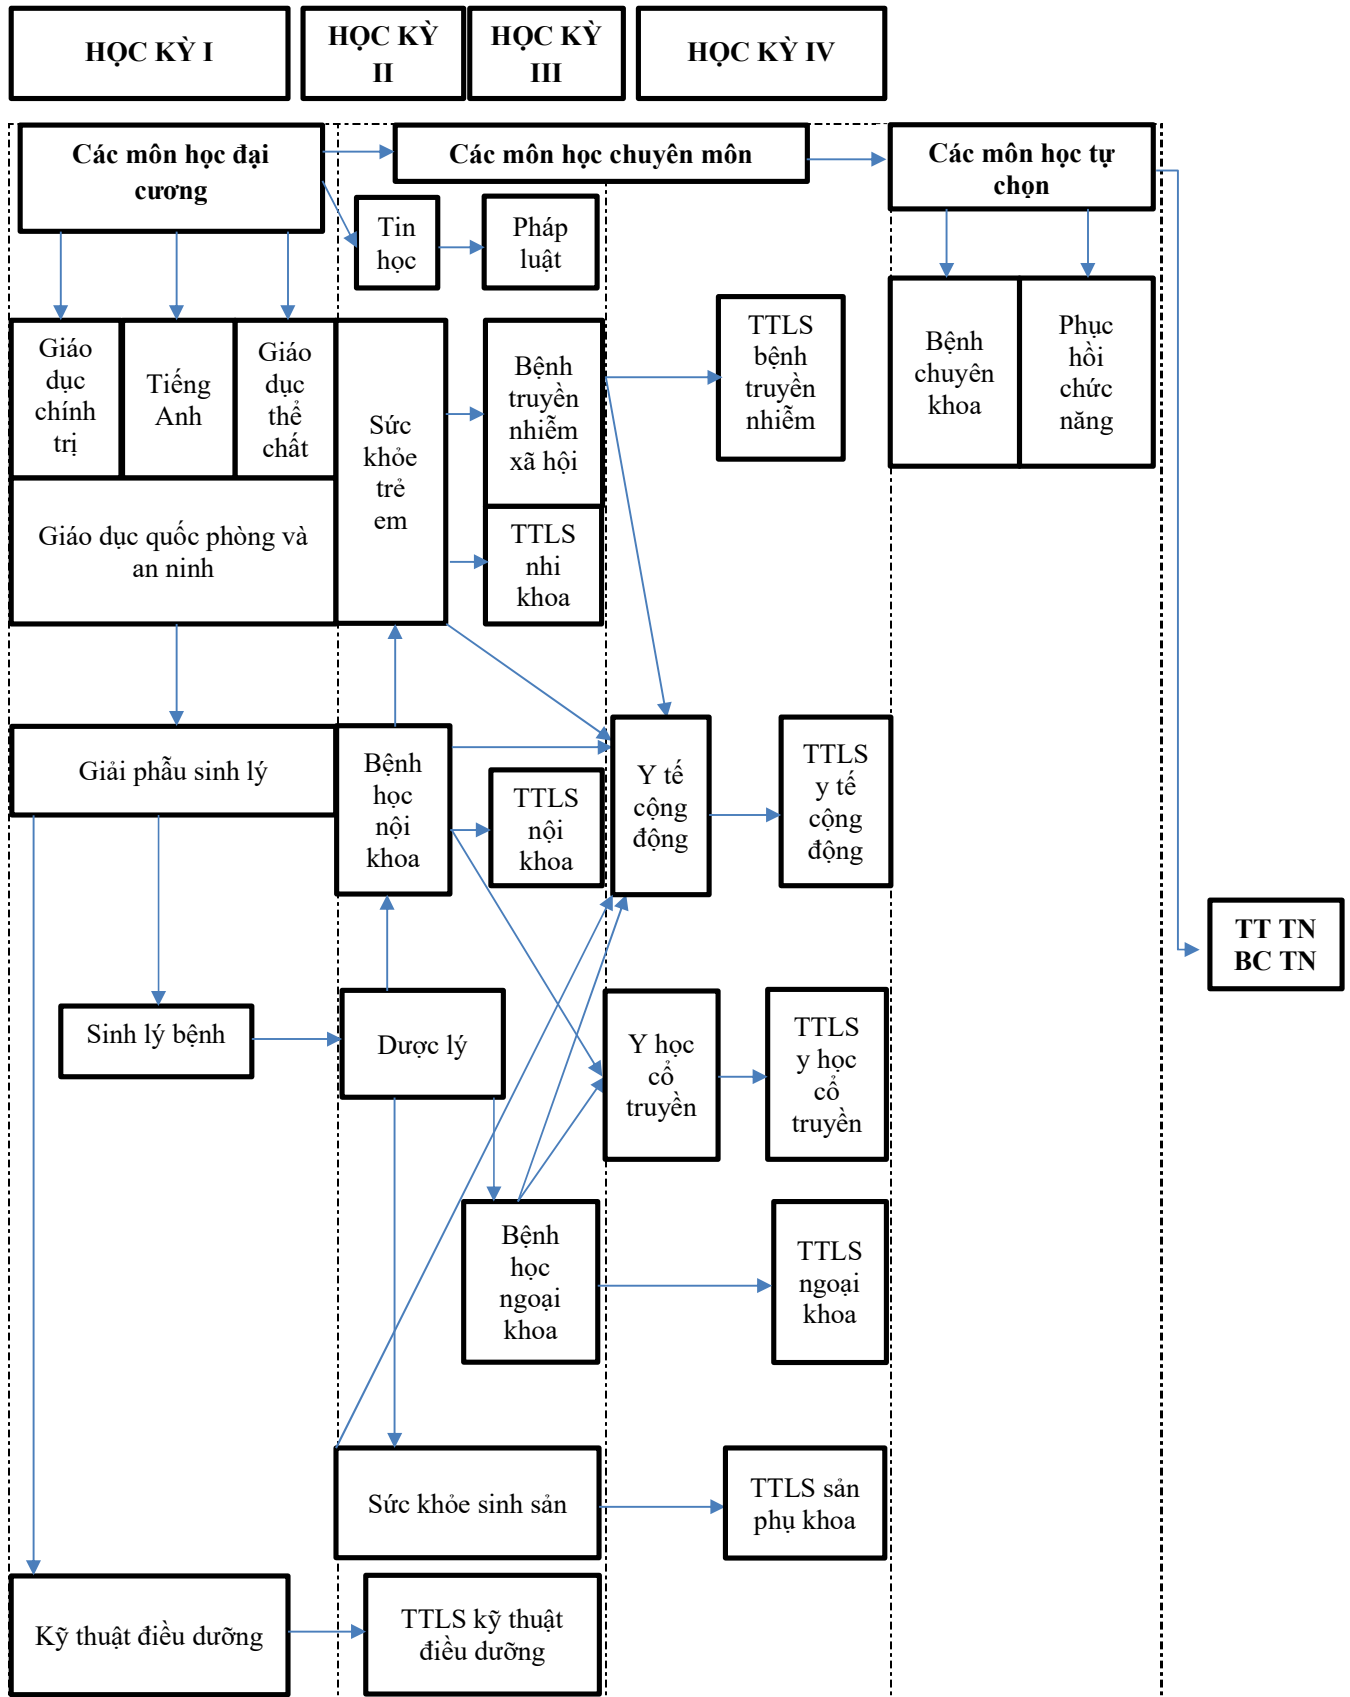 HỌC KỲ I
HỌC KỲ
II
HỌC KỲ
III
HỌC KỲ IV
Các môn học đại
cương
Các môn học chuyên môn
Các môn học tự
chọn
Tin
học
Pháp
luật
Giáo
dục
chính
trị
Tiếng
Anh
Giáo
dục
thể
chất
Sức
khỏe
trẻ
em
Bệnh
truyền
nhiễm
xã hội
TTLS
bệnh
truyền
nhiễm
Bệnh
chuyên
khoa
Phục
hồi
chức
năng
Giáo dục quốc phòng và
an ninh
TTLS
nhi
khoa
Giải phẫu sinh lý
Bệnh
học
nội
khoa
TTLS
nội
khoa
Y tế
cộng
động
TTLS
y tế
cộng
động
TT TN
BC TN
Sinh lý bệnh
Dược lý
Y học
cổ
truyền
TTLS
y học
cổ
truyền
Bệnh
học
ngoại
khoa
TTLS
ngoại
khoa
Sức khỏe sinh sản
TTLS sản
phụ khoa
Kỹ thuật điều dưỡng
TTLS kỹ thuật
điều dưỡng